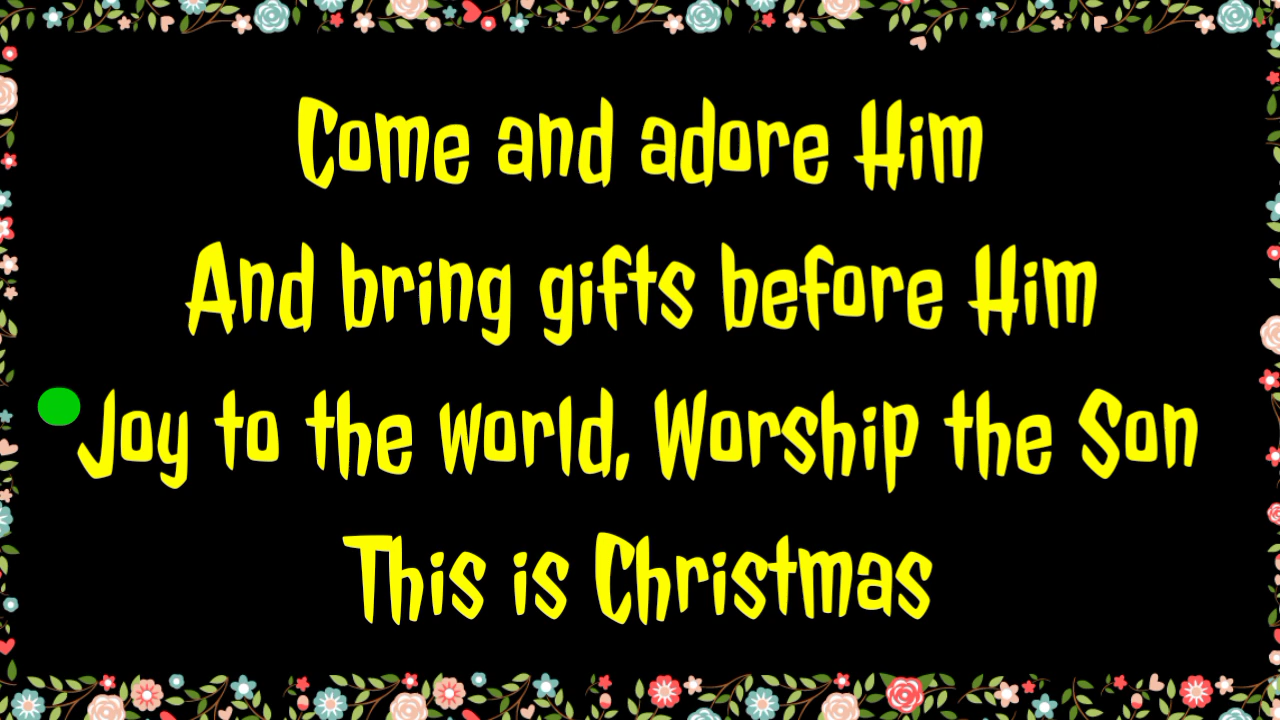 Come and adore Him
And bring gifts before Him
Joy to the world, Worship the Son
This is Christmas